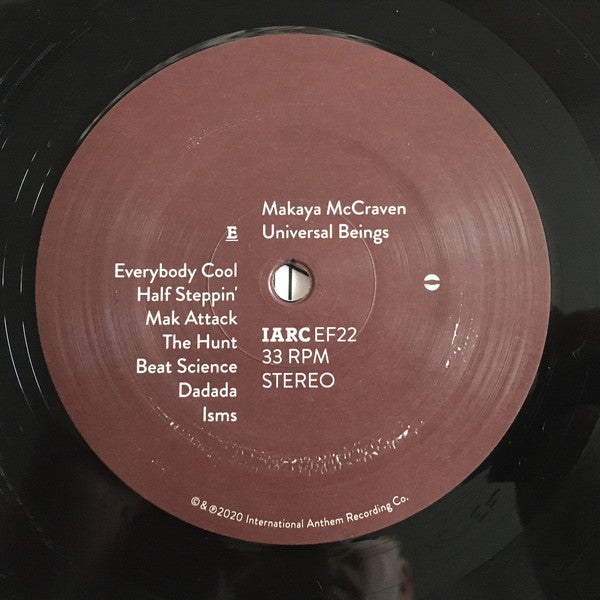 Makaya McCraven
Universal Beings
E
Everybody Cool
Half Steppin'
Mak Attack
The Hunt
Beat Science
Dadada
Isms
IARC EF22
33 RPM
STEREO
©&℗2020 International Anthem Recording Co.